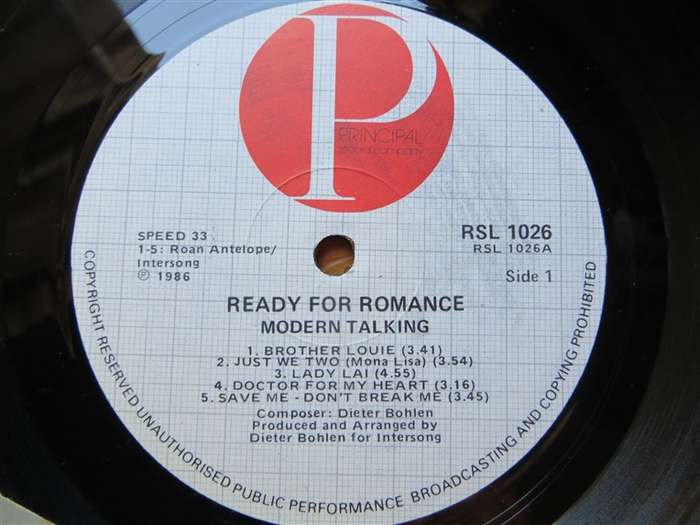 P
PRINCIPAL
record company
SPEED 33
1-5: Roan Antelope/
Intersong
℗ 1986
RSL 1026
RSL 1026A
Side 1
READY FOR ROMANCE
MODERN TALKING
1. BROTHER LOUIE (3.41)
2. JUST WE TWO (Mona Lisa) (3.54)
3. LADY LAI (4.55)
4. DOCTOR FOR MY HEART (3.16)
5. SAVE ME - DON'T BREAK ME (3.45)
Composer: Dieter Bohlen
Produced and Arranged by
Dieter Bohlen for Intersong
COPYRIGHT RESERVED UNAUTHORISED PUBLIC PERFORMANCE BROADCASTING AND COPYING PROHIBITED